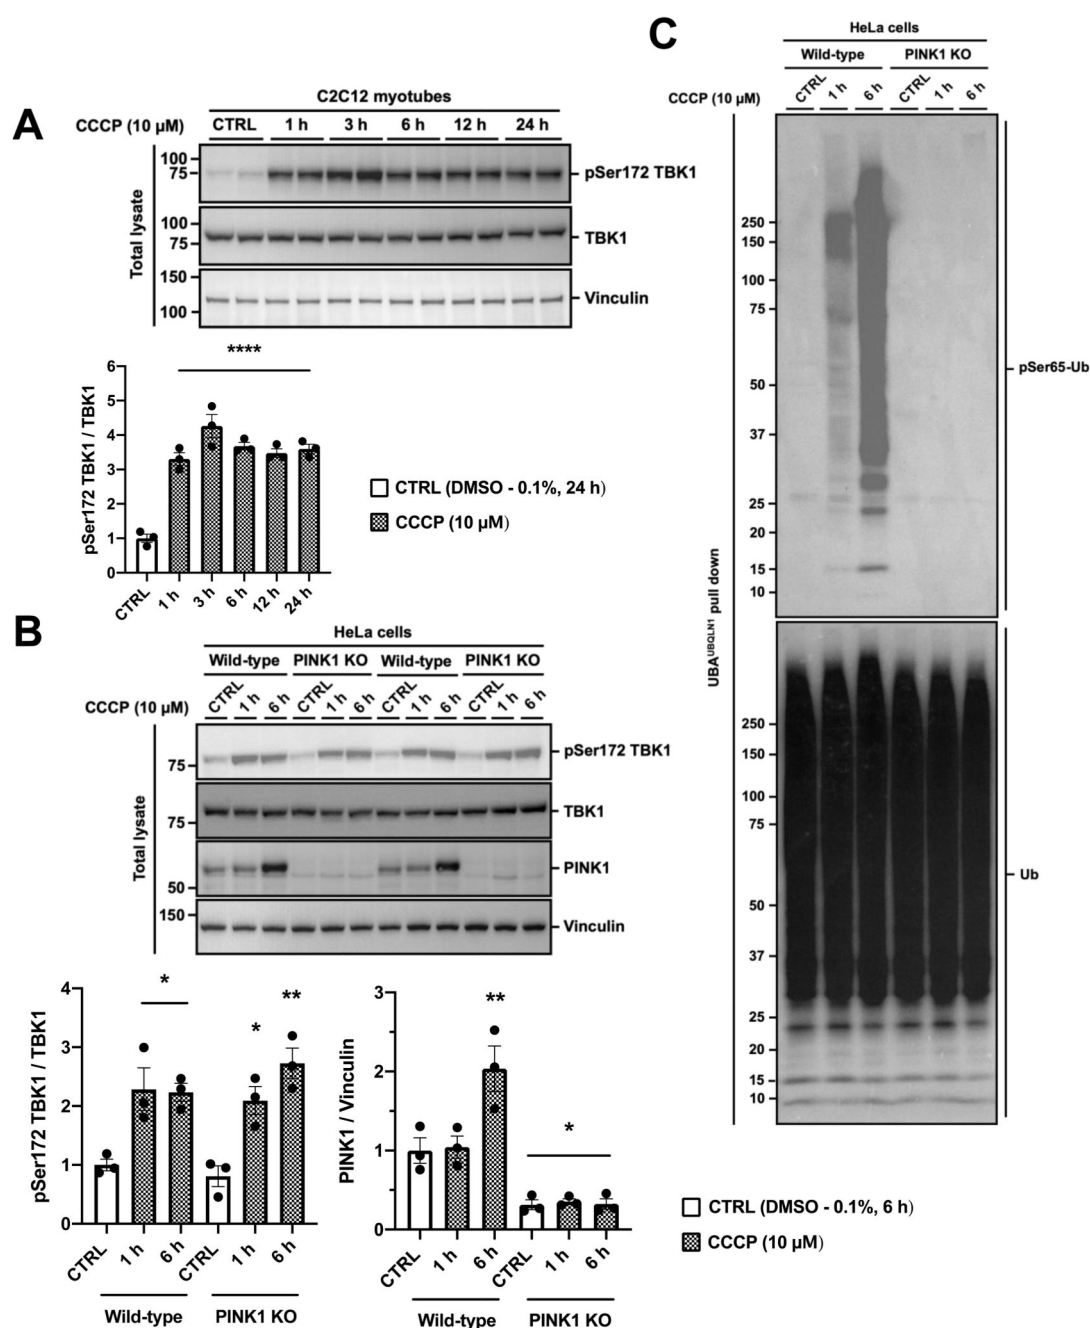 A
C2C12 myotubes
CCCP (10 µM) CTRL 1 h 3 h 6 h 12 h 24 h
Total lysate
100
75
pSer172 TBK1
100
75
TBK1
150
100
Vinculin
****
pSer172 TBK1 / TBK1
6
5
4
3
2
1
0
CTRL 1 h 3 h 6 h 12 h 24 h
CTRL (DMSO - 0.1%, 24 h)
CCCP (10 µM)
B
HeLa cells
Wild-type PINK1 KO Wild-type PINK1 KO
CCCP (10 µM) CTRL 1 h 6 h CTRL 1 h 6 h CTRL 1 h 6 h CTRL 1 h 6 h
Total lysate
75
pSer172 TBK1
75
TBK1
50
PINK1
150
Vinculin
pSer172 TBK1 / TBK1
4
3
2
1
0
* * **
CTRL 1 h 6 h CTRL 1 h 6 h
Wild-type PINK1 KO
PINK1 / Vinculin
3
2
1
0
** *
CTRL 1 h 6 h CTRL 1 h 6 h
Wild-type PINK1 KO
C
HeLa cells
Wild-type PINK1 KO
CCCP (10 µM) CTRL 1 h 6 h CTRL 1 h 6 h
UBAUBQLN1 pull down
250
150
100
75
50
37
25
20
15
10
pSer65-Ub
250
150
100
75
50
37
25
20
15
10
Ub
CTRL (DMSO - 0.1%, 6 h)
CCCP (10 µM)